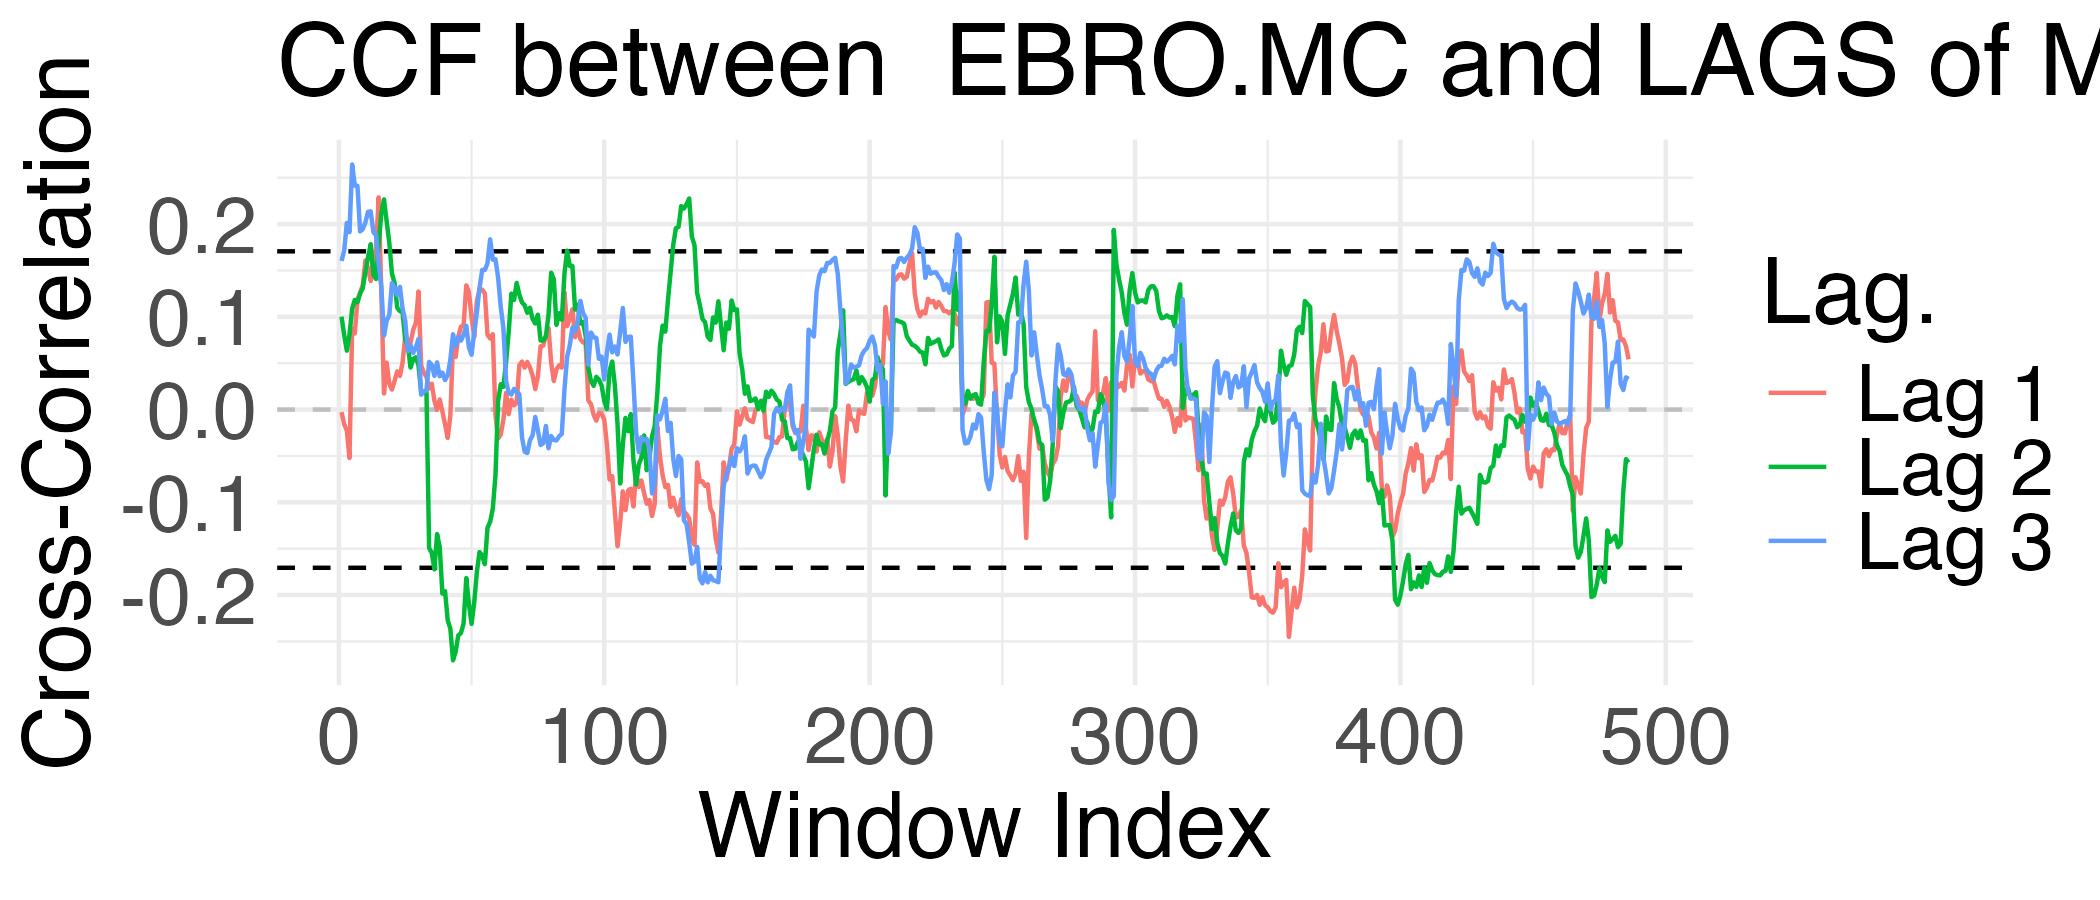 CCF between EBRO.MC and LAGS of M
Cross-Correlation
0.2
0.1
0.0
-0.1
-0.2
0 100 200 300 400 500
Window Index
Lag.
Lag 1
Lag 2
Lag 3